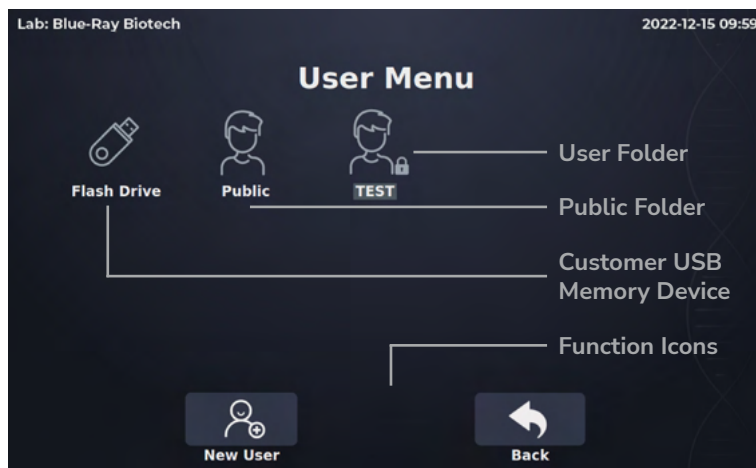 Lab: Blue-Ray Biotech
2022-12-15 09:59
User Menu
User Folder
Flash Drive
Public
TEST
Public Folder
Customer USB
Memory Device
Function Icons
New User
Back